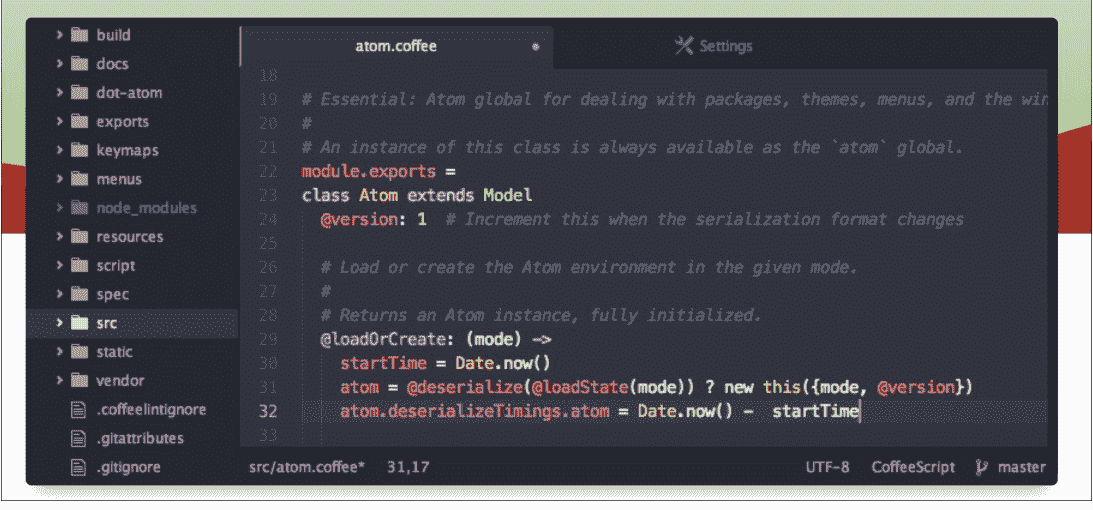 build
docs
dot-atom
exports
keymaps
menus
node_modules
resources
script
spec
src
static
vendor
.coffeelintignore
.gitattributes
.gitignore
atom.coffee
Settings
18
19 # Essential: Atom global for dealing with packages, themes, menus, and the win
20 #
21 # An instance of this class is always available as the `atom` global.
22 module.exports =
23 class Atom extends Model
24 @version: 1 # Increment this when the serialization format changes
25
26 # Load or create the Atom environment in the given mode.
27 #
28 # Returns an Atom instance, fully initialized.
29 @loadOrCreate: (mode) ->
30 startTime = Date.now()
31 atom = @deserialize(@loadState(mode)) ? new this({mode, @version})
32 atom.deserializeTimings.atom = Date.now() - startTime
33
src/atom.coffee* 31,17 UTF-8 CoffeeScript master